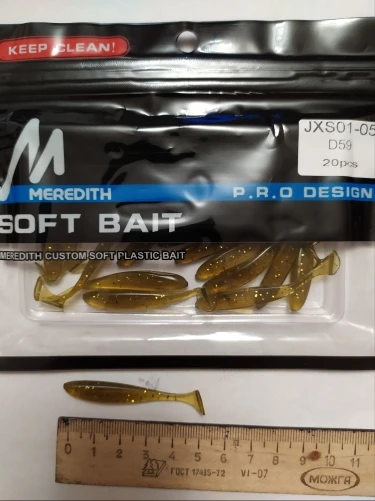 KEEP CLEAN!
JXS01-05
D59
20pcs
M
MEREDITH
P.R.O DESIGN
SOFT BAIT
MEREDITH CUSTOM SOFT PLASTIC BAIT
0 1 2 3 4 5 6 7 8 9 10 11
ГОСТ 17435-72 VI-07
МОЖГА